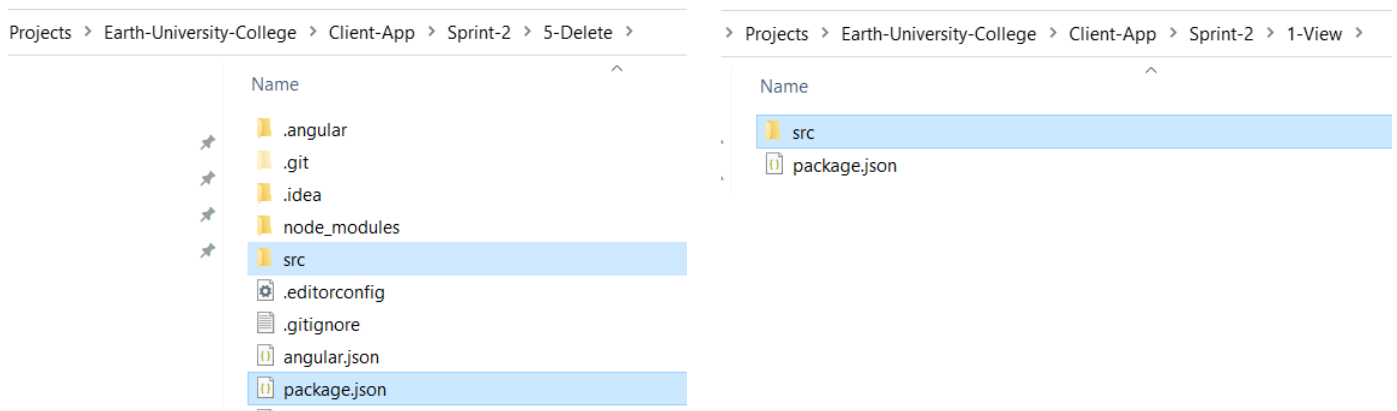 Projects > Earth-University-College > Client-App > Sprint-2 > 5-Delete >
Name
.angular
.git
.idea
node_modules
src
.editorconfig
.gitignore
angular.json
package.json
> Projects > Earth-University-College > Client-App > Sprint-2 > 1-View >
Name
src
package.json